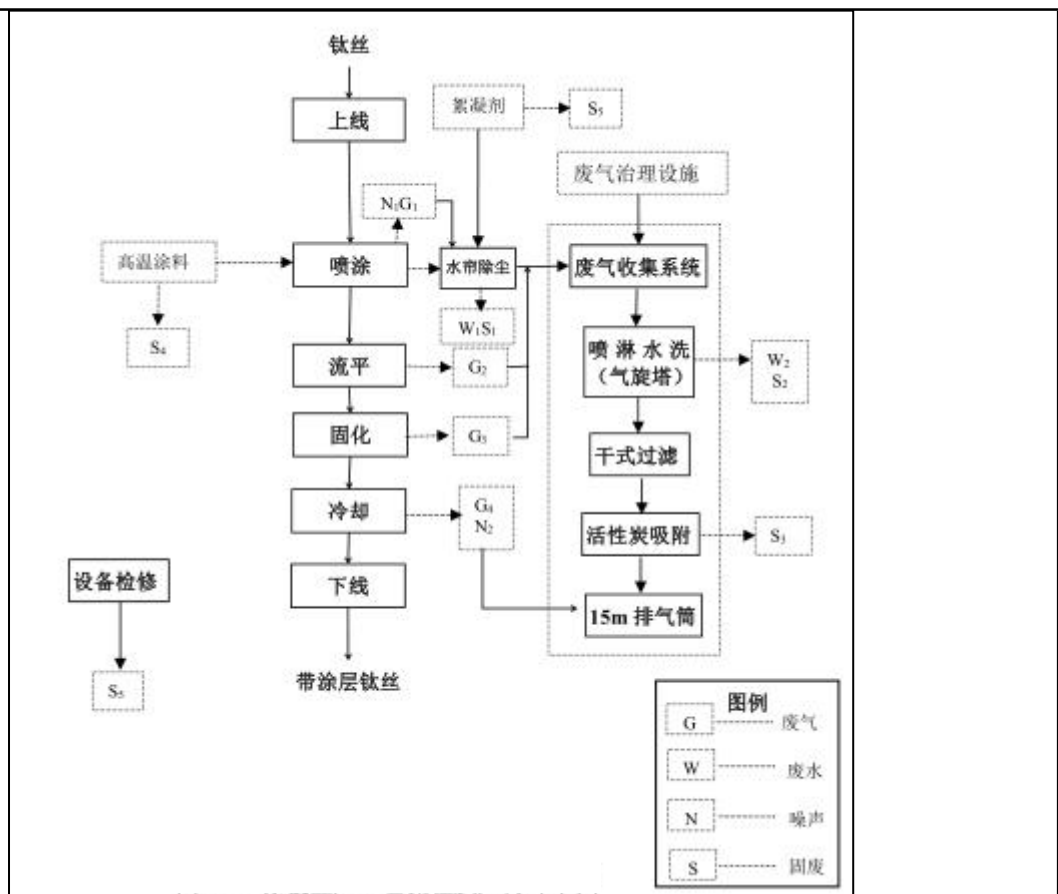 钛丝
絮凝剂
S₅
上线
废气治理设施
N₁G₁
高温涂料
喷涂
水帘除尘
废气收集系统
W₁S₁
S₄
喷淋水洗
（气旋塔）
W₂
S₂
流平
G₂
固化
G₃
干式过滤
冷却
G₄
N₂
活性炭吸附
S₃
设备检修
下线
15m 排气筒
S₅
带涂层钛丝
图例
G 废气
W 废水
N 噪声
S 固废